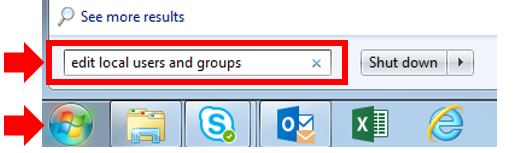 See more results
edit local users and groups
Shut down